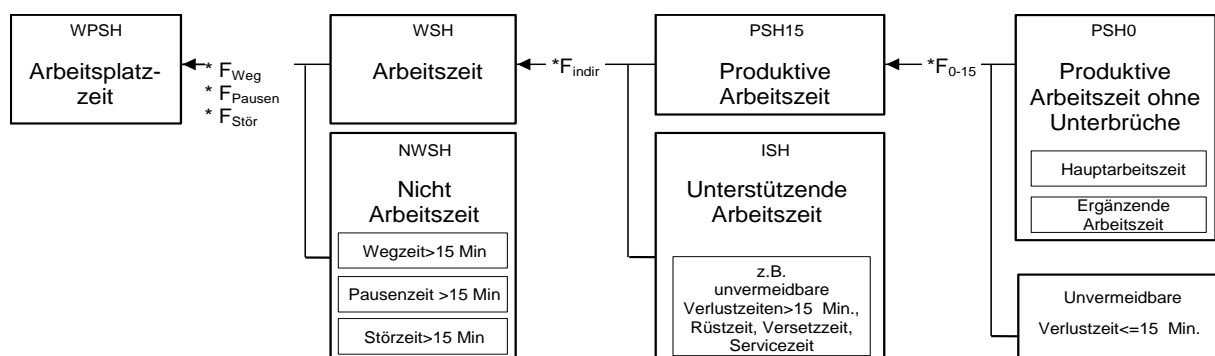 WPSH
Arbeitsplatz-
zeit
* F_Weg
* F_Pausen
* F_Stör
WSH
Arbeitszeit
NWSH
Nicht
Arbeitszeit
Wegzeit>15 Min
Pausenzeit >15 Min
Störzeit>15 Min
*F_indir
PSH15
Produktive
Arbeitszeit
ISH
Unterstützende
Arbeitszeit
z.B.
unvermeidbare
Verlustzeiten>15 Min.,
Rüstzeit, Versetzzeit,
Servicezeit
*F_0-15
PSH0
Produktive
Arbeitszeit ohne
Unterbrüche
Hauptarbeitszeit
Ergänzende
Arbeitszeit
Unvermeidbare
Verlustzeit<=15 Min.